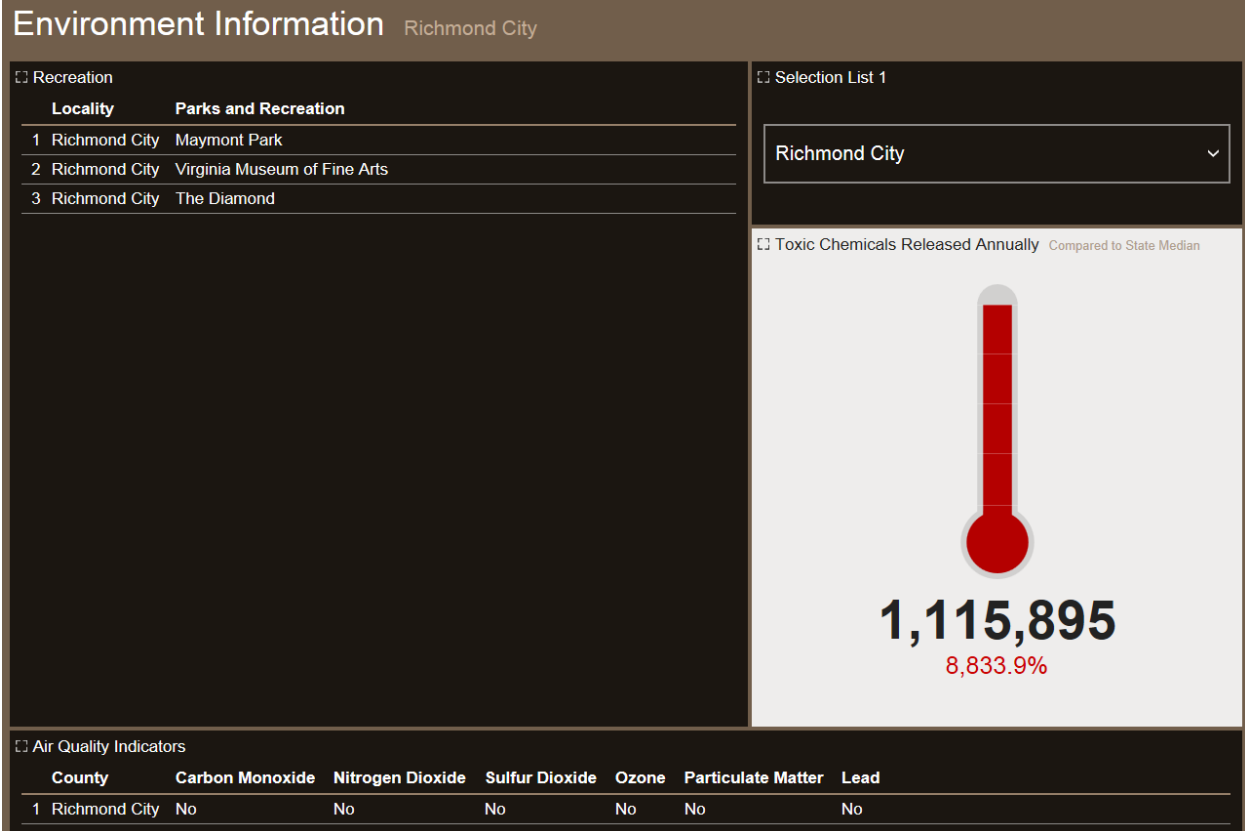 Environment Information Richmond City
Recreation
Locality Parks and Recreation
1 Richmond City Maymont Park
2 Richmond City Virginia Museum of Fine Arts
3 Richmond City The Diamond
Selection List 1
Richmond City
Toxic Chemicals Released Annually Compared to State Median
1,115,895
8,833.9%
Air Quality Indicators
County Carbon Monoxide Nitrogen Dioxide Sulfur Dioxide Ozone Particulate Matter Lead
1 Richmond City No No No No No No